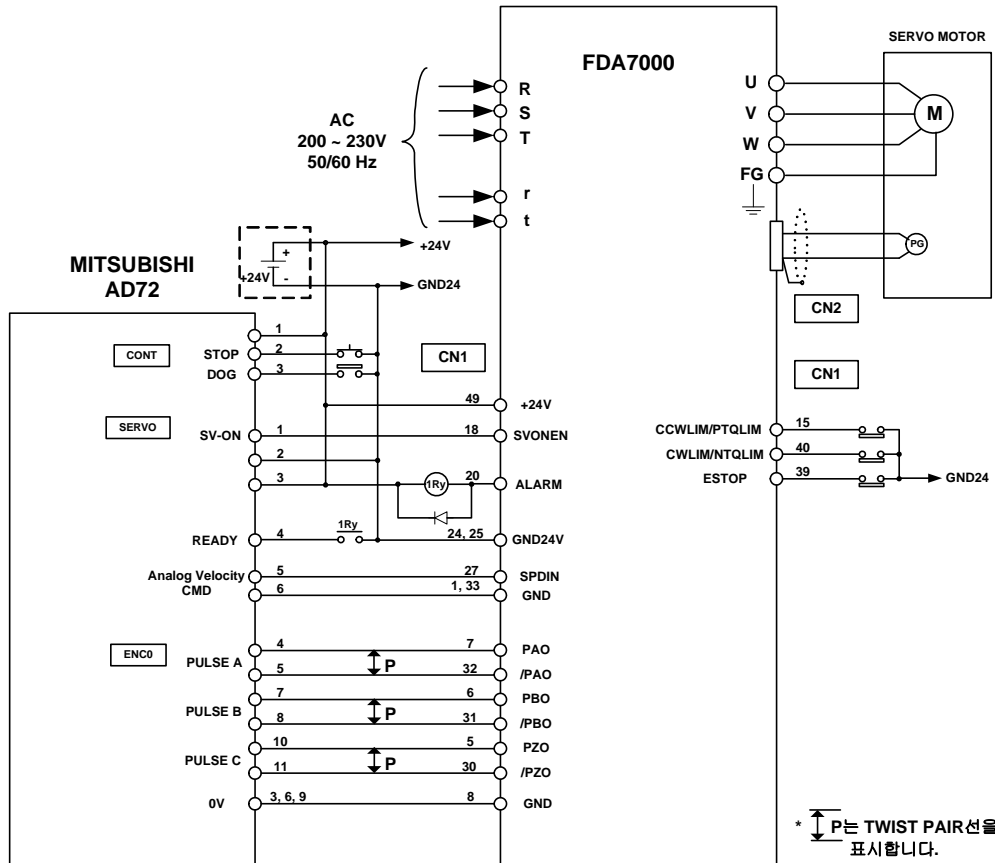 SERVO MOTOR
FDA7000
R
S
T
r
t
AC
200 ~ 230V
50/60 Hz
U
V
W
FG
M
PG
+24V
GND24
+
+24V
-
MITSUBISHI
AD72
CN2
CN1
CN1
CONT
1
STOP 2
DOG 3
49 +24V
SERVO
SV-ON 1 18 SVONEN
2
3 1Ry 20 ALARM
READY 4 1Ry 24, 25 GND24V
Analog Velocity CMD
5 27 SPDIN
6 1, 33 GND
CCWLIM/PTQLIM 15
CWLIM/NTQLIM 40
ESTOP 39 GND24
ENC0
PULSE A
4 7 PAO
P
5 32 /PAO
PULSE B
7 6 PBO
P
8 31 /PBO
PULSE C
10 5 PZO
P
11 30 /PZO
0V 3, 6, 9 8 GND
* P는 TWIST PAIR선을
표시합니다.